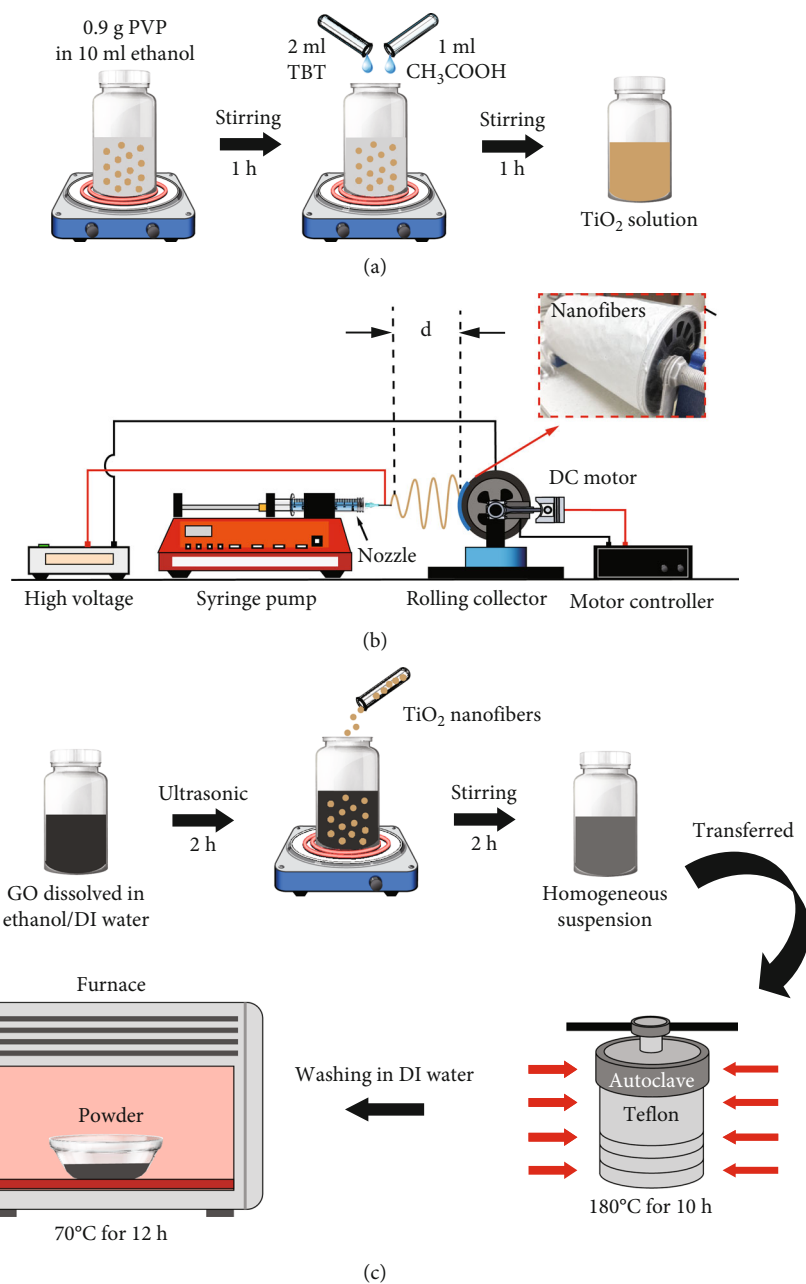 0.9 g PVP
in 10 ml ethanol
2 ml
TBT
1 ml
CH₃COOH
Stirring
1 h
Stirring
1 h
TiO₂ solution
(a)
d
Nanofibers
DC motor
Nozzle
High voltage
Syringe pump
Rolling collector
Motor controller
(b)
TiO₂ nanofibers
Ultrasonic
2 h
Stirring
2 h
Transferred
GO dissolved in
ethanol/DI water
Homogeneous
suspension
Furnace
Powder
Washing in DI water
Autoclave
Teflon
70°C for 12 h
180°C for 10 h
(c)